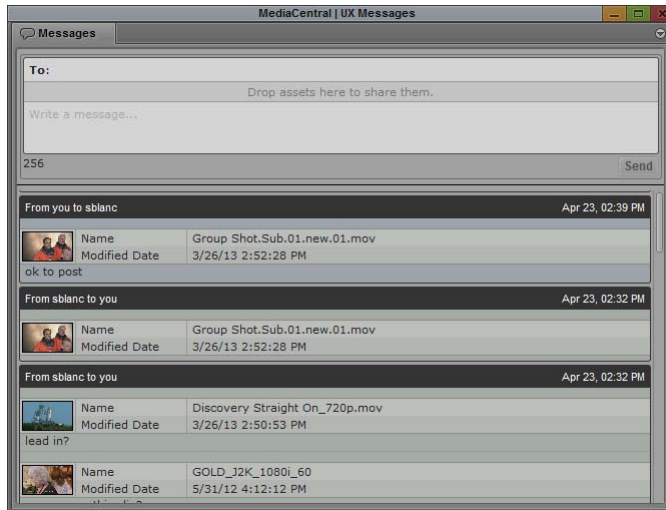 MediaCentral | UX Messages
Messages
To:
Drop assets here to share them.
Write a message...
256
Send
From you to sblanc Apr 23, 02:39 PM
Name Group Shot.Sub.01.new.01.mov
Modified Date 3/26/13 2:52:28 PM
ok to post
From sblanc to you Apr 23, 02:32 PM
Name Group Shot.Sub.01.new.01.mov
Modified Date 3/26/13 2:52:28 PM
From sblanc to you Apr 23, 02:32 PM
Name Discovery Straight On_720p.mov
Modified Date 3/26/13 2:50:53 PM
lead in?
Name GOLD_J2K_1080i_60
Modified Date 5/31/12 4:12:12 PM